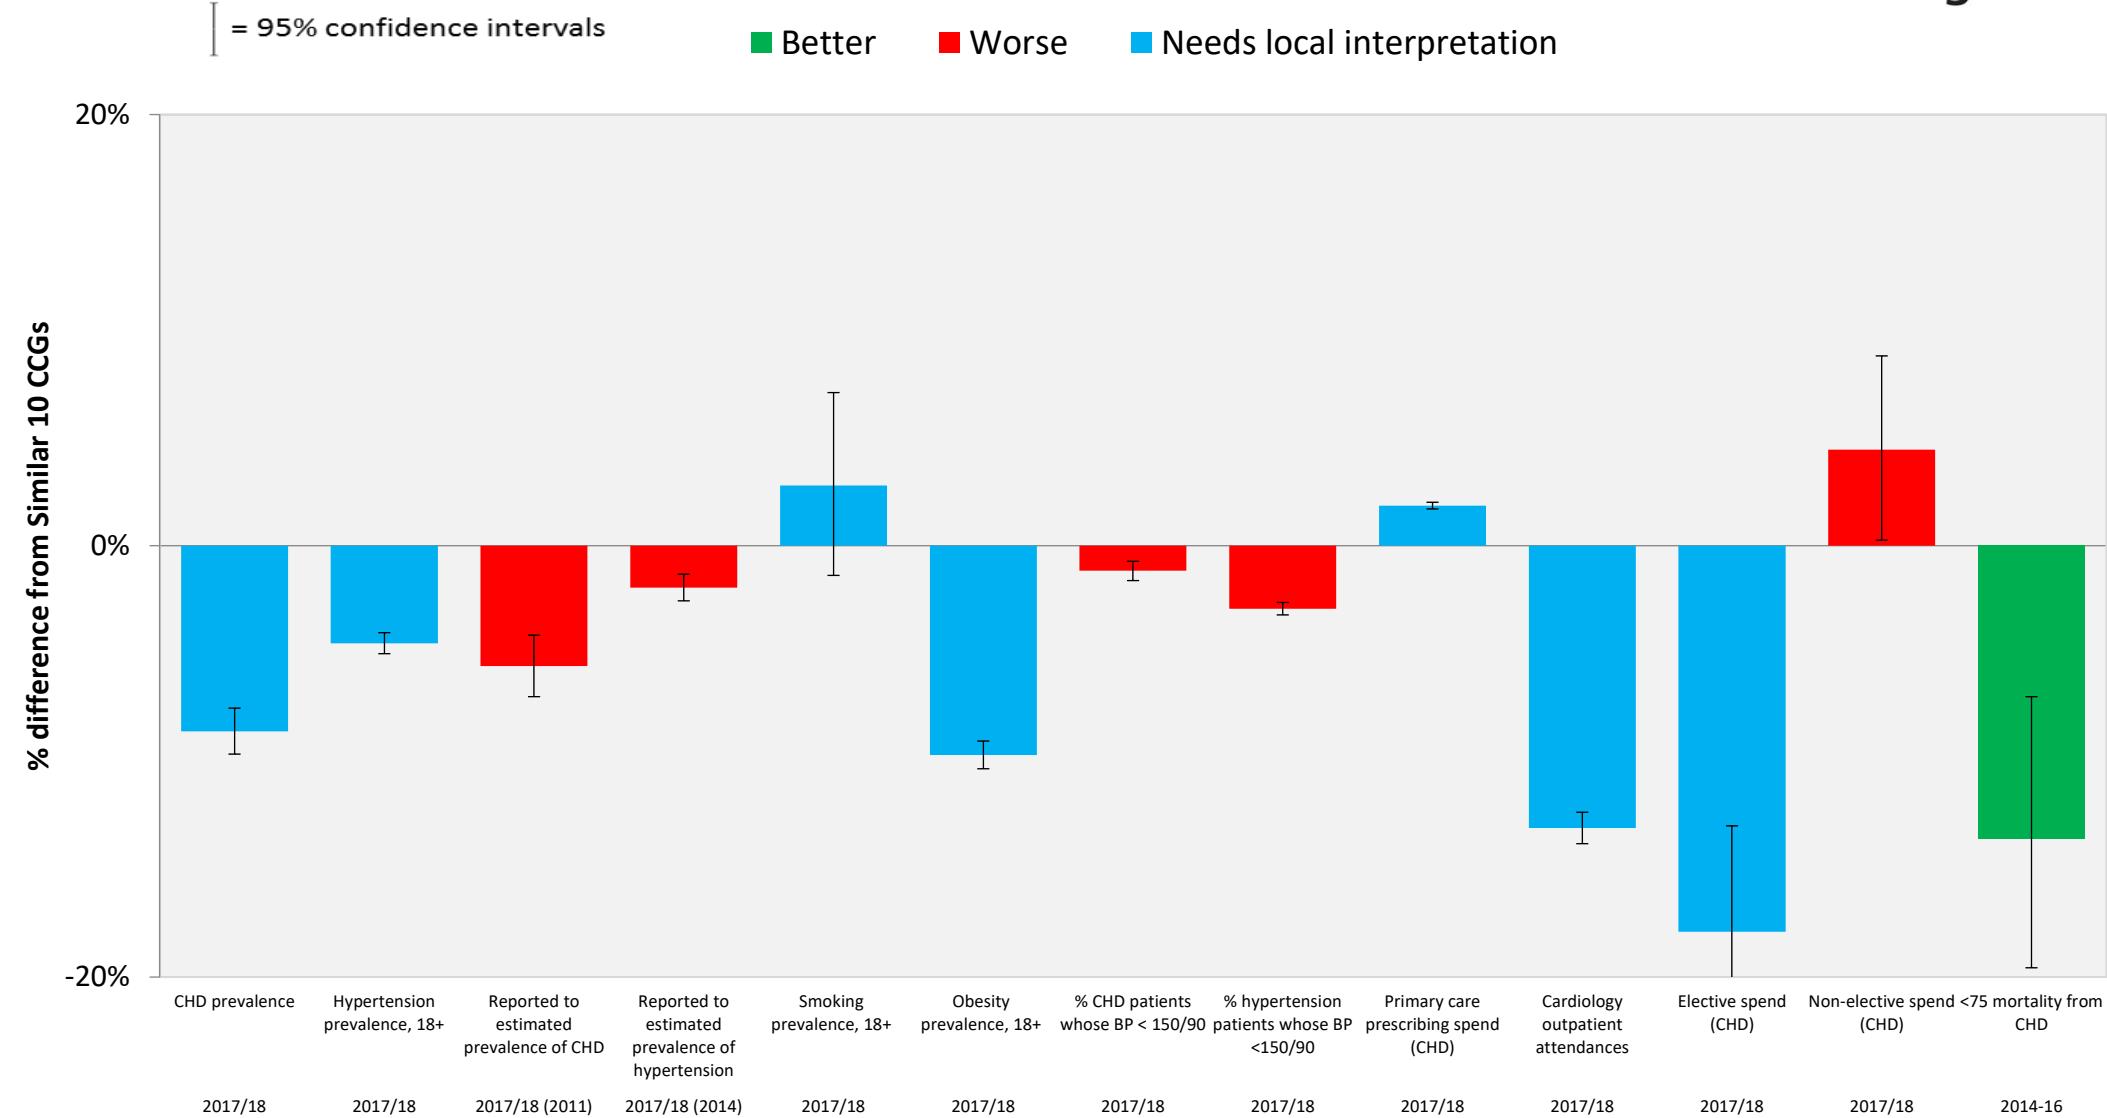 = 95% confidence intervals
Better Worse Needs local interpretation
20%
0%
-20%
% difference from Similar 10 CCGs
CHD prevalence
2017/18
Hypertension
prevalence, 18+
2017/18
Reported to
estimated
prevalence of CHD
2017/18 (2011)
Reported to
estimated
prevalence of
hypertension
2017/18 (2014)
Smoking
prevalence, 18+
2017/18
Obesity
prevalence, 18+
2017/18
% CHD patients
whose BP < 150/90
2017/18
% hypertension
patients whose BP
<150/90
2017/18
Primary care
prescribing spend
(CHD)
2017/18
Cardiology
outpatient
attendances
2017/18
Elective spend
(CHD)
2017/18
Non-elective spend
(CHD)
2017/18
<75 mortality from
CHD
2014-16